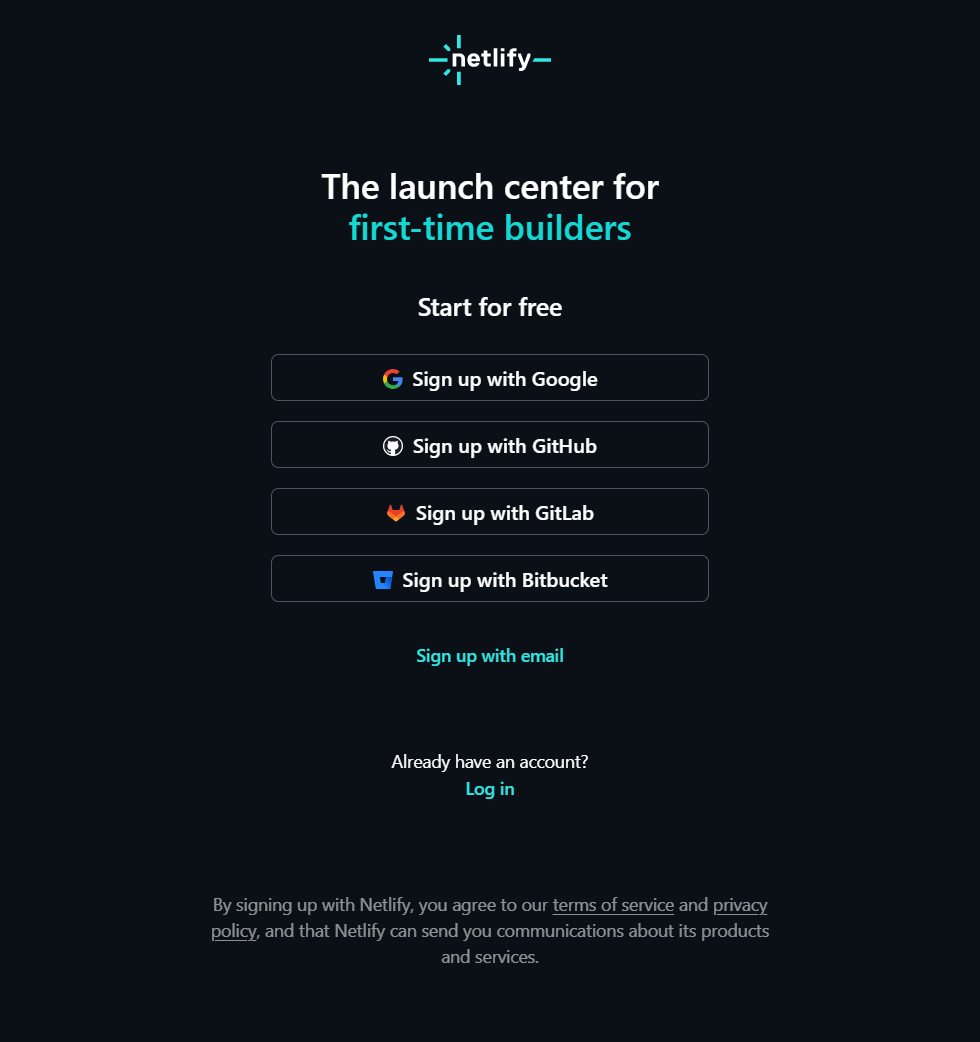 netlify
The launch center for
first-time builders
Start for free
Sign up with Google
Sign up with GitHub
Sign up with GitLab
Sign up with Bitbucket
Sign up with email
Already have an account?
Log in
By signing up with Netlify, you agree to our terms of service and privacy
policy, and that Netlify can send you communications about its products
and services.